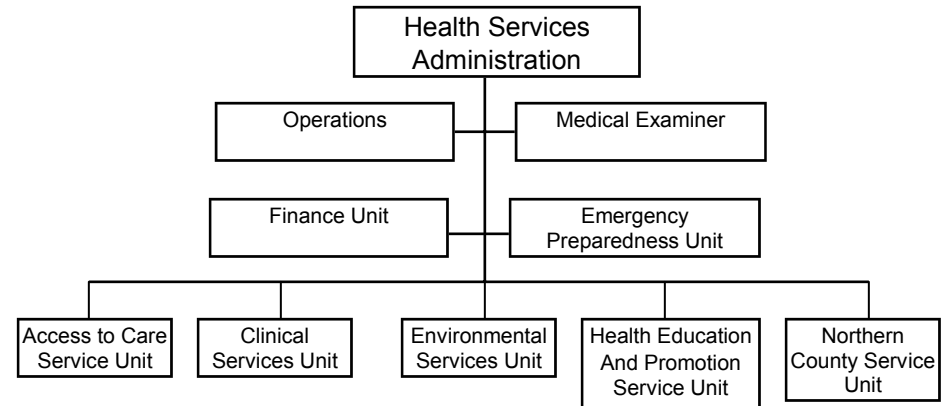 Health Services
Administration
Operations
Medical Examiner
Finance Unit
Emergency
Preparedness Unit
Access to Care
Service Unit
Clinical
Services Unit
Environmental
Services Unit
Health Education
And Promotion
Service Unit
Northern
County Service
Unit